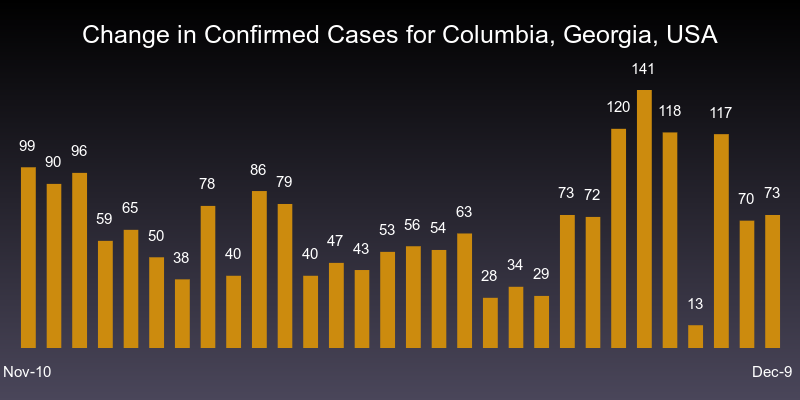 Change in Confirmed Cases for Columbia, Georgia, USA
99 90 96 59 65 50 38 78 40 86 79 40 47 43 53 56 54 63 28 34 29 73 72 120 141 118 13 117 70 73
Nov-10 Dec-9